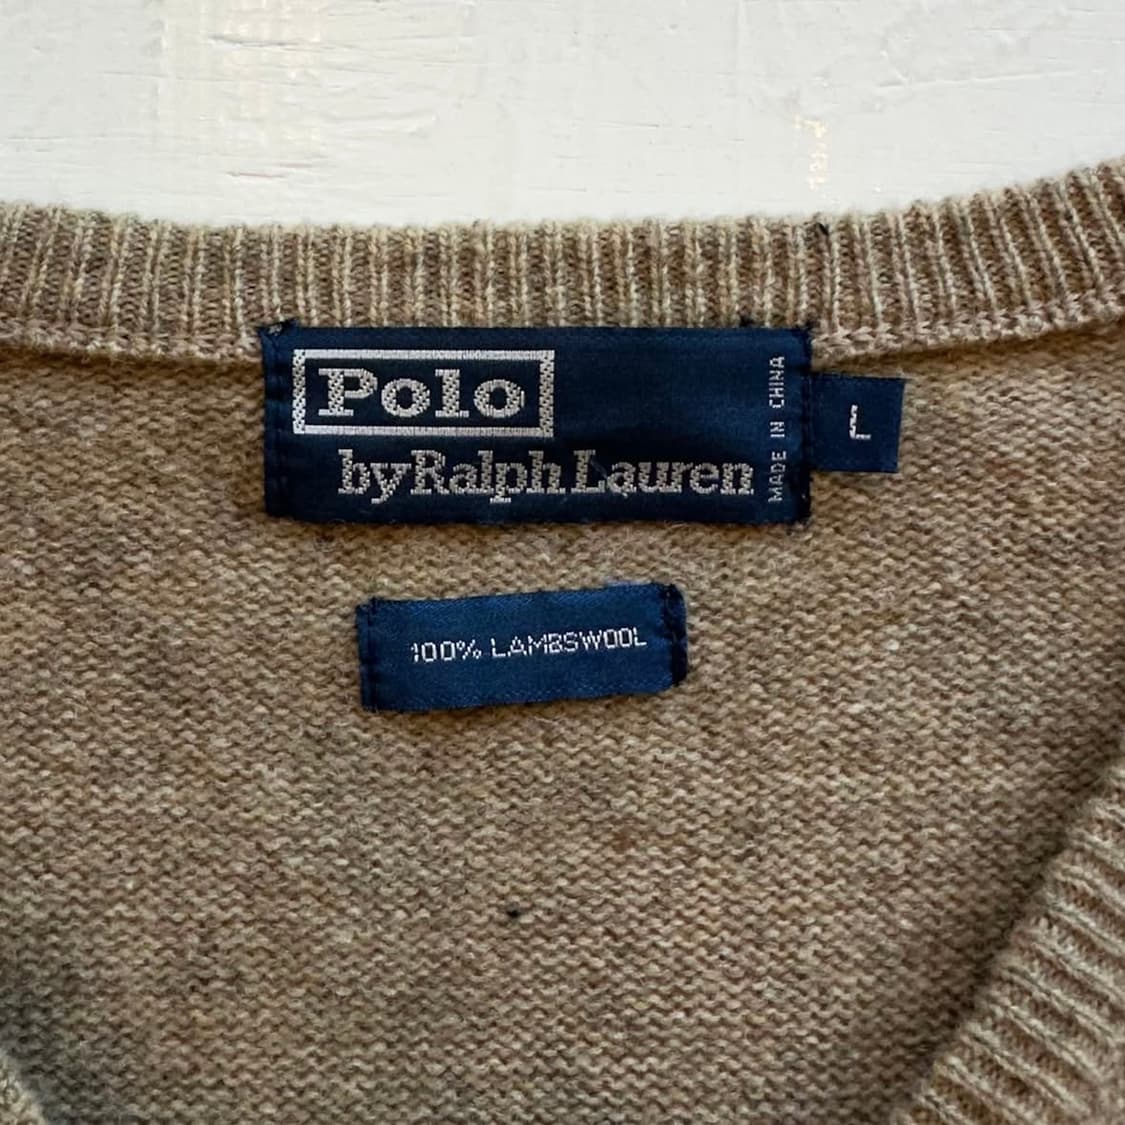 Polo
by Ralph Lauren
MADE IN CHINA
L
100% LAMBSWOOL